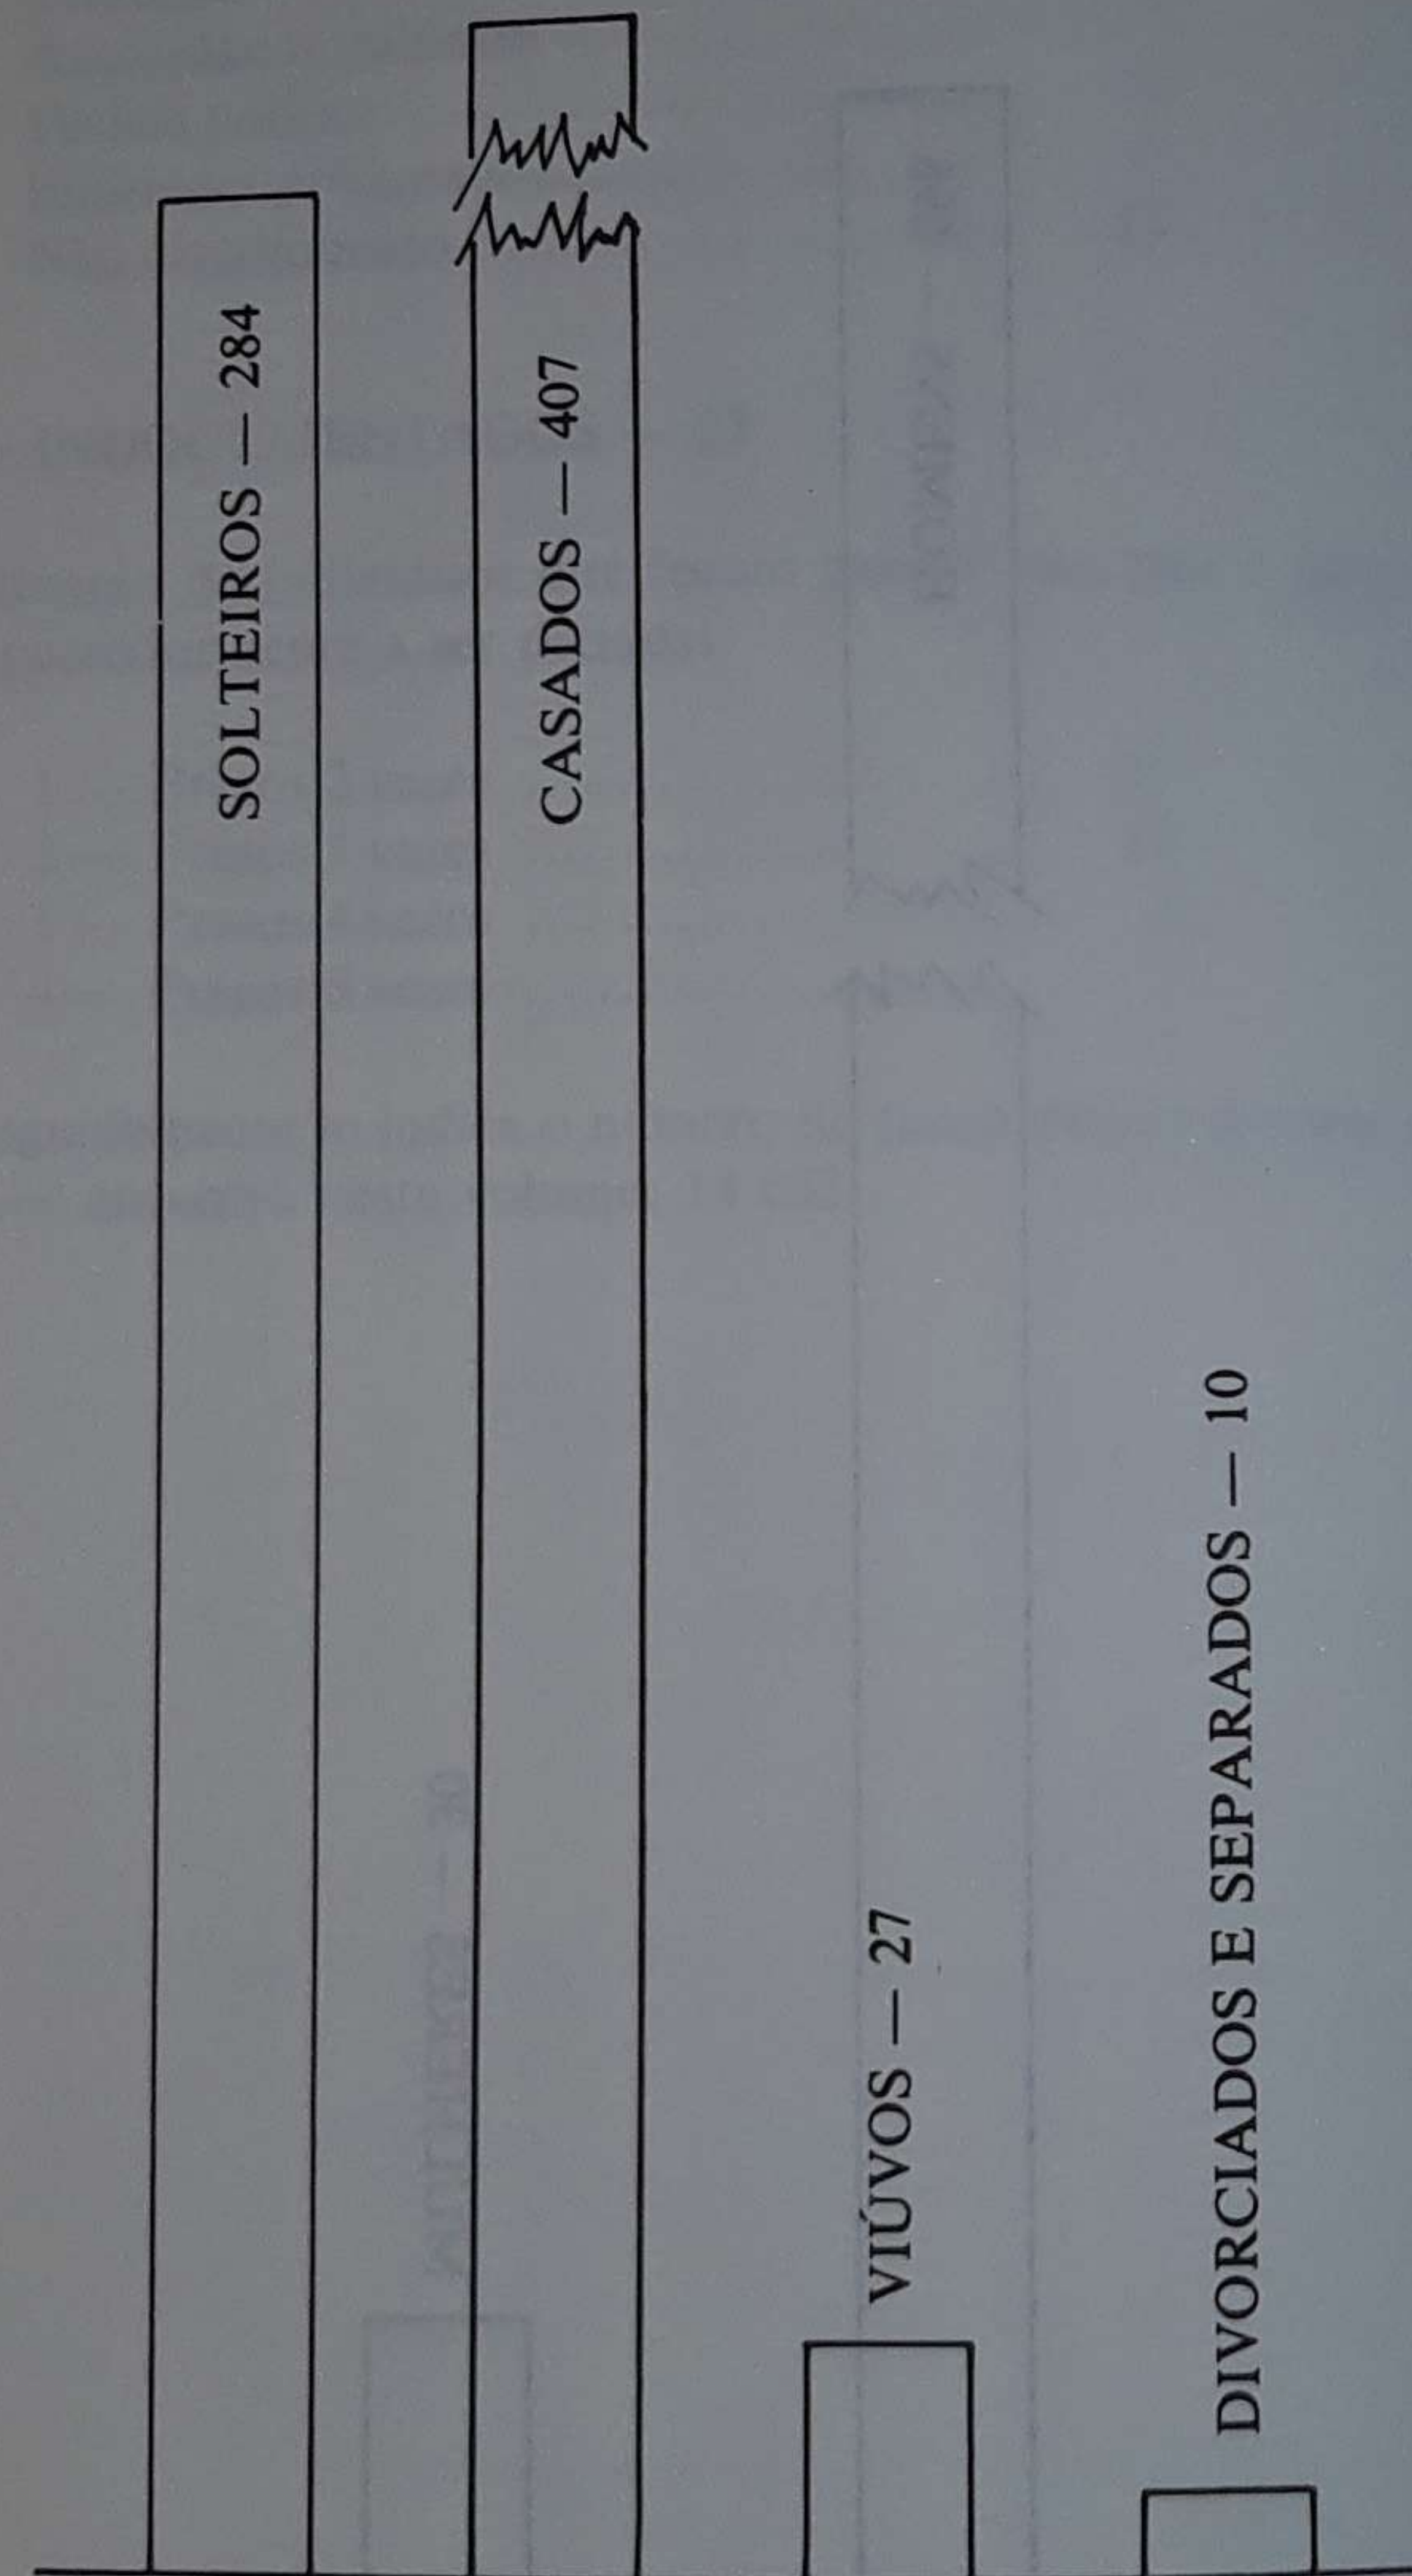 SOLTEIROS — 284
CASADOS — 407
VIÚVOS — 27
DIVORCIADOS E SEPARADOS — 10